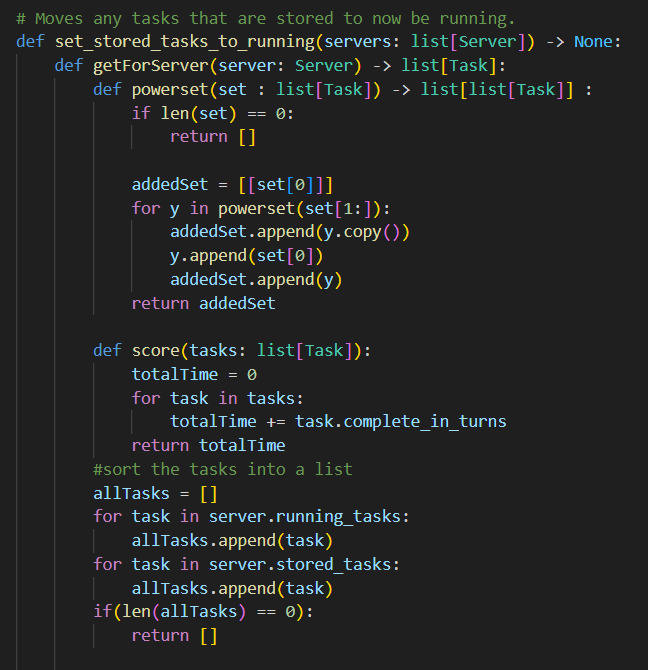 # Moves any tasks that are stored to now be running.
def set_stored_tasks_to_running(servers: list[Server]) -> None:
    def getForServer(server: Server) -> list[Task]:
        def powerset(set : list[Task]) -> list[list[Task]] :
            if len(set) == 0:
                return []

            addedSet = [[set[0]]]
            for y in powerset(set[1:]):
                addedSet.append(y.copy())
                y.append(set[0])
                addedSet.append(y)
            return addedSet

        def score(tasks: list[Task]):
            totalTime = 0
            for task in tasks:
                totalTime += task.complete_in_turns
            return totalTime
        #sort the tasks into a list
        allTasks = []
        for task in server.running_tasks:
            allTasks.append(task)
        for task in server.stored_tasks:
            allTasks.append(task)
        if(len(allTasks) == 0):
            return []